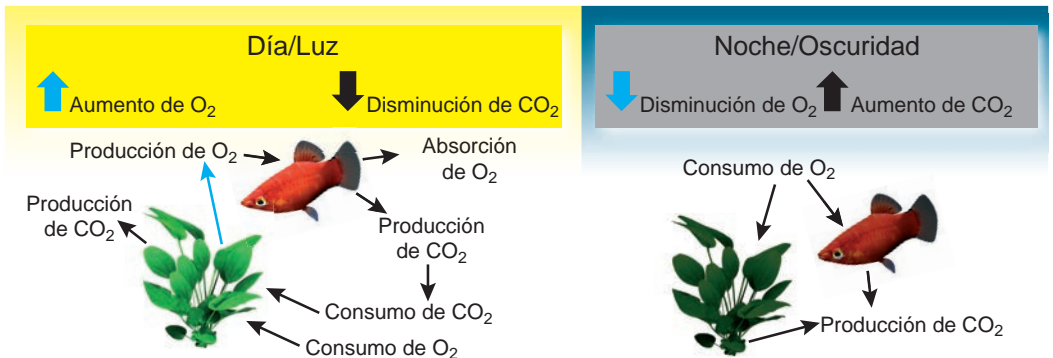 Día/Luz
Aumento de O₂
Disminución de CO₂
Producción de O₂
Absorción
de O₂
Producción
de CO₂
Producción
de CO₂
Consumo de CO₂
Consumo de O₂
Noche/Oscuridad
Disminución de O₂
Aumento de CO₂
Consumo de O₂
Producción de CO₂